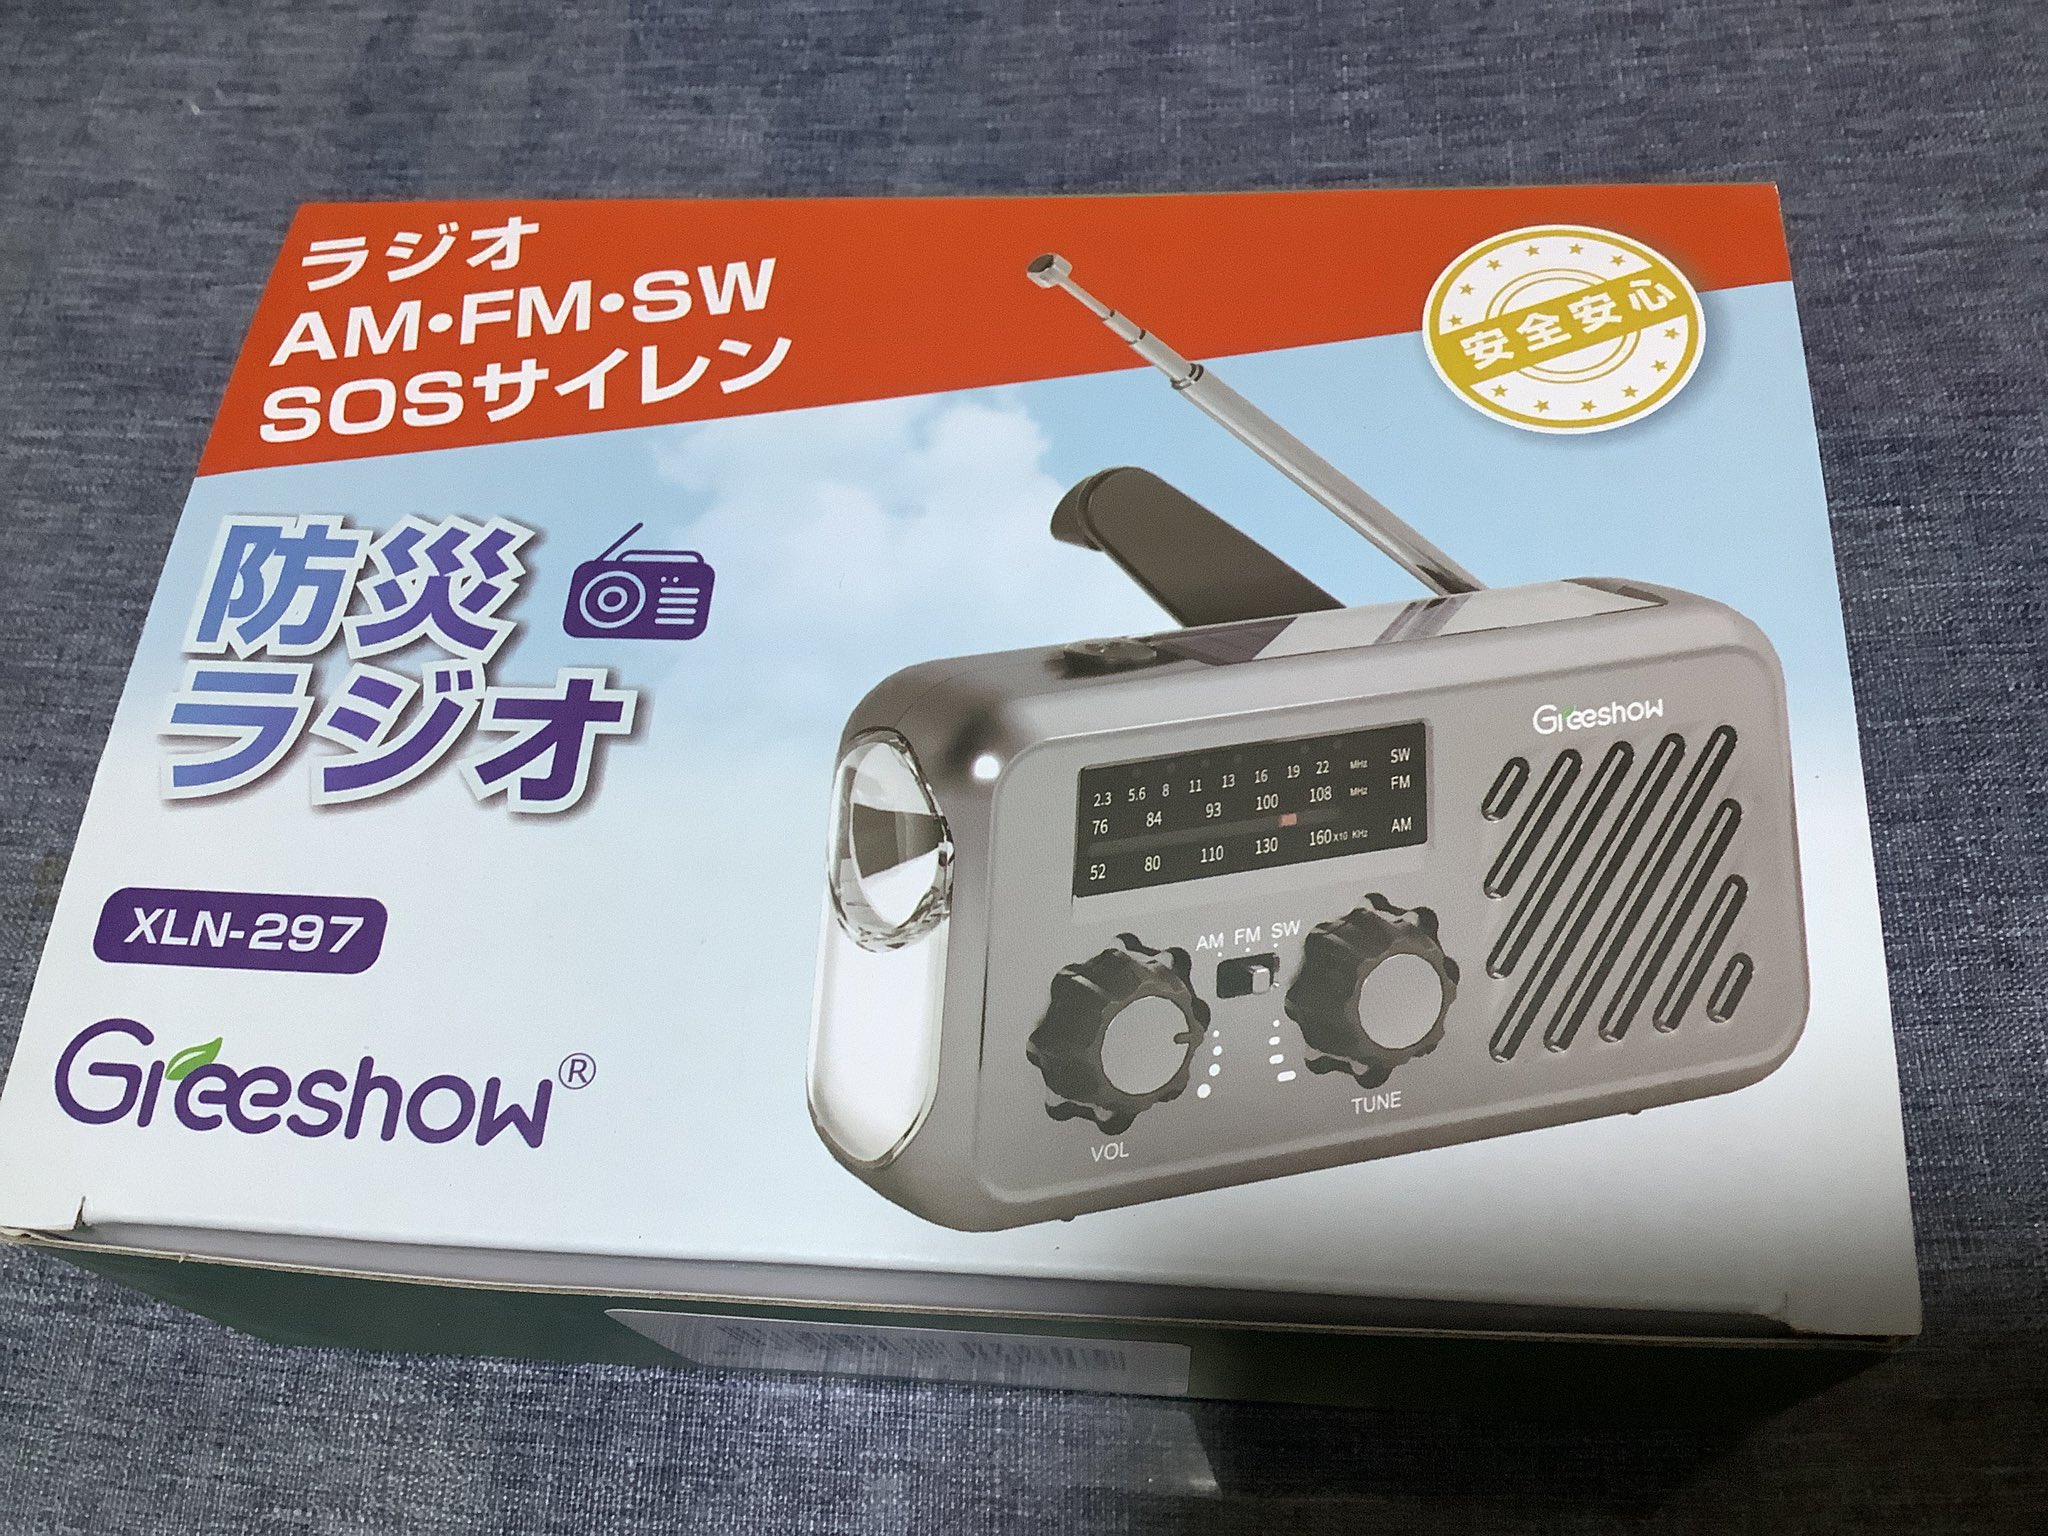 ラジオ
AM•FM•SW
SOSサイレン
安全安心
防災
ラジオ
XLN-297
Greeshow®
Greeshow
2.3 5.6 8 11 13 16 19 22 MHz SW
76 84 93 100 108 MHz FM
52 80 110 130 160 x10 KHz AM
AM FM SW
VOL
TUNE